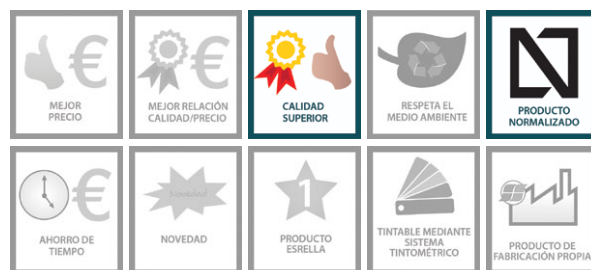 MEJOR
PRECIO
MEJOR RELACIÓN
CALIDAD/PRECIO
CALIDAD
SUPERIOR
RESPETA EL
MEDIO AMBIENTE
PRODUCTO
NORMALIZADO
AHORRO DE
TIEMPO
Novedad
NOVEDAD
1
PRODUCTO
ESRELLA
TINTABLE MEDIANTE
SISTEMA
TINTOMÉTRICO
PRODUCTO DE
FABRICACIÓN PROPIA